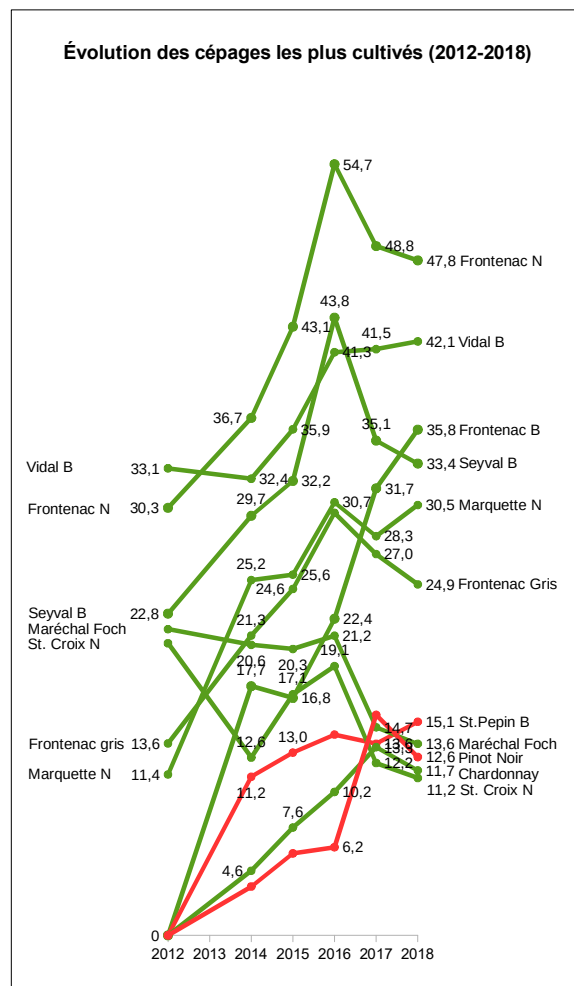 Évolution des cépages les plus cultivés (2012-2018)
54,7
48,8
47,8 Frontenac N
43,8
43,1
41,5
42,1 Vidal B
41,3
36,7
35,9
35,1
35,8 Frontenac B
Vidal B
33,1
32,4
33,4 Seyval B
32,2
31,7
Frontenac N
30,3
29,7
30,7
30,5 Marquette N
28,3
27,0
25,2
25,6
24,6
24,9 Frontenac Gris
Seyval B
22,8
22,4
Maréchal Foch
21,3
21,2
St. Croix N
20,6
20,3
19,1
17,7
17,1
16,8
15,1 St.Pepin B
14,7
Frontenac gris
13,6
12,6
13,0
13,6
13,3
13,6 Maréchal Foch
12,6 Pinot Noir
Marquette N
11,4
12,2
11,7 Chardonnay
11,2
11,2 St. Croix N
10,2
7,6
6,2
4,6
0
2012 2013 2014 2015 2016 2017 2018